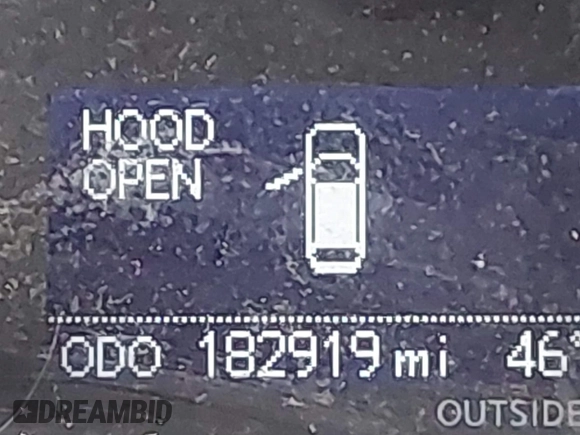 HOOD
OPEN
ODO 182919 mi 46°
OUTSIDE
DREAMBID